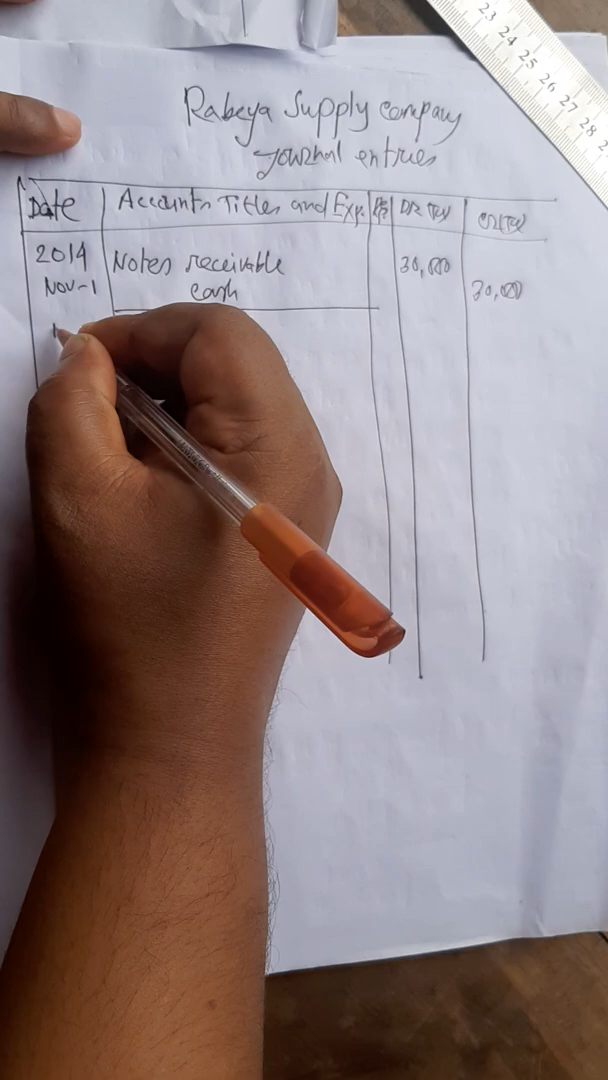 Rabeya Supply company
Journal entries
Date Accounts Titles and Exp. DR (TK) CR (TK)
2014 Notes receivable 30,000
Nov-1 cash 30,000
23 24 25 26 27 28 2